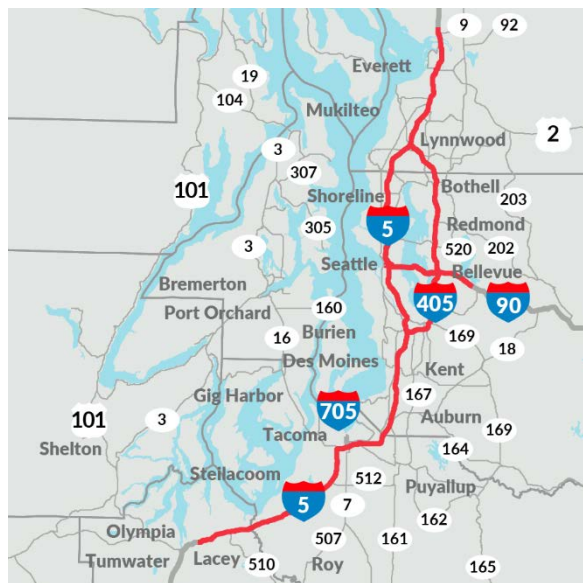 9
92
Everett
19
104
Mukilteo
Lynnwood
2
3
307
101
Bothell
203
Shoreline
5
305
Redmond
3
520
202
Seattle
Bellevue
Bremerton
405
90
Port Orchard
160
16
Burien
169
18
Des Moines
Kent
Gig Harbor
167
705
101
3
Auburn
169
Shelton
Tacoma
164
Steilacoom
512
Puyallup
5
7
162
Olympia
507
161
Tumwater
Lacey
510
Roy
165